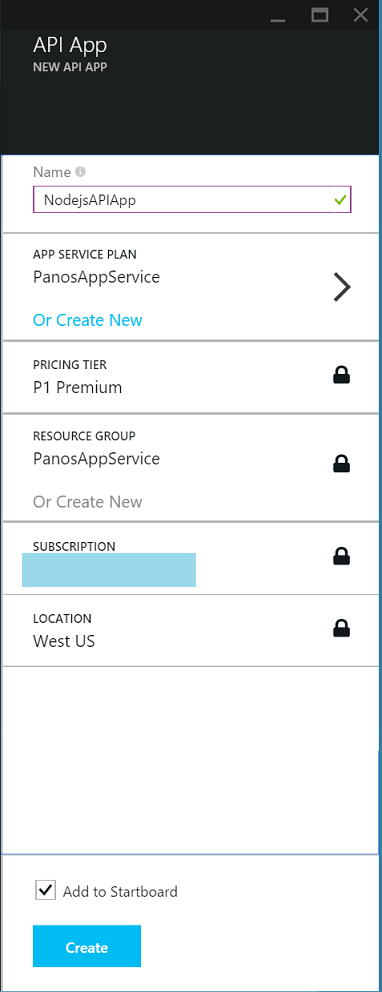 API App
NEW API APP
Name
NodejsAPIApp
APP SERVICE PLAN
PanosAppService
Or Create New
PRICING TIER
P1 Premium
RESOURCE GROUP
PanosAppService
Or Create New
SUBSCRIPTION
LOCATION
West US
Add to Startboard
Create